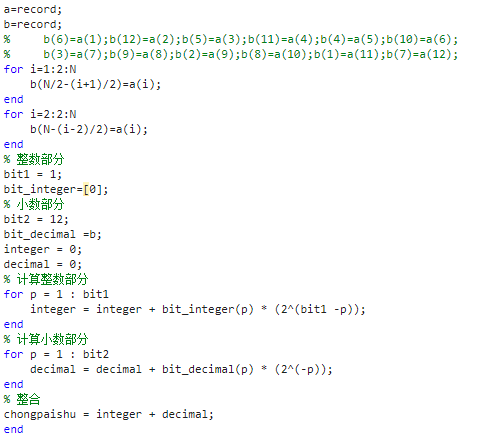 a=record;
b=record;
%     b(6)=a(1);b(12)=a(2);b(5)=a(3);b(11)=a(4);b(4)=a(5);b(10)=a(6);
%     b(3)=a(7);b(9)=a(8);b(2)=a(9);b(8)=a(10);b(1)=a(11);b(7)=a(12);
for i=1:2:N
    b(N/2-(i+1)/2)=a(i);
end
for i=2:2:N
    b(N-(i-2)/2)=a(i);
end
% 整数部分
bit1 = 1;
bit_integer=[0];
% 小数部分
bit2 = 12;
bit_decimal =b;
integer = 0;
decimal = 0;
% 计算整数部分
for p = 1 : bit1
    integer = integer + bit_integer(p) * (2^(bit1 -p));
end
% 计算小数部分
for p = 1 : bit2
    decimal = decimal + bit_decimal(p) * (2^(-p));
end
% 整合
chongpaishu = integer + decimal;
end